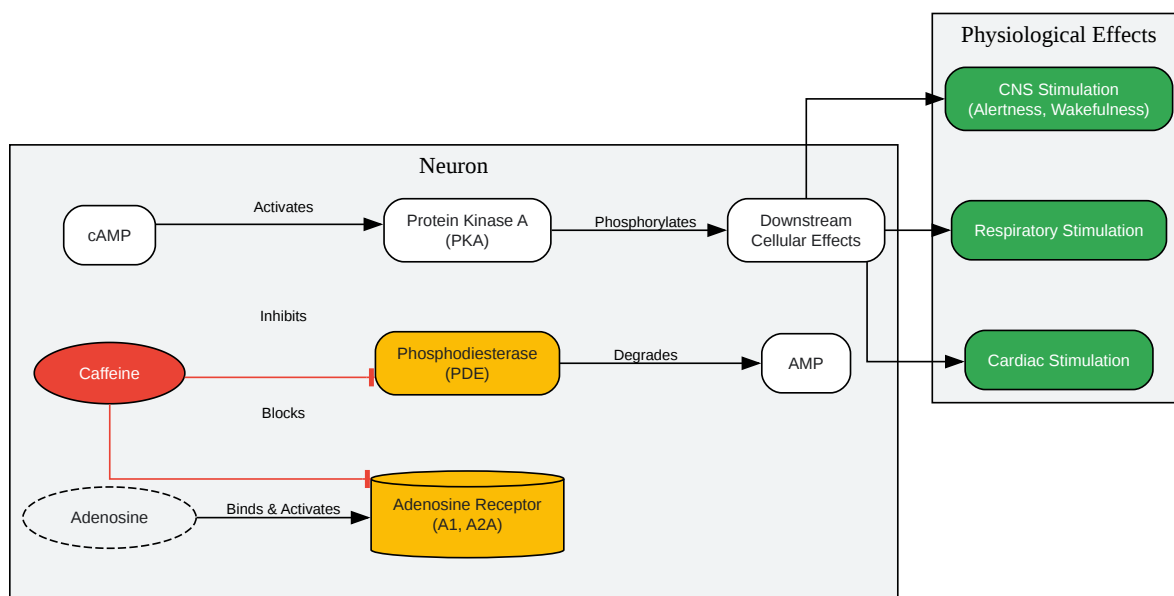 Physiological Effects
CNS Stimulation
(Alertness, Wakefulness)
Neuron
cAMP
Activates
Protein Kinase A
(PKA)
Phosphorylates
Downstream
Cellular Effects
Respiratory Stimulation
Inhibits
Caffeine
Phosphodiesterase
(PDE)
Degrades
AMP
Cardiac Stimulation
Blocks
Adenosine
Binds & Activates
Adenosine Receptor
(A1, A2A)